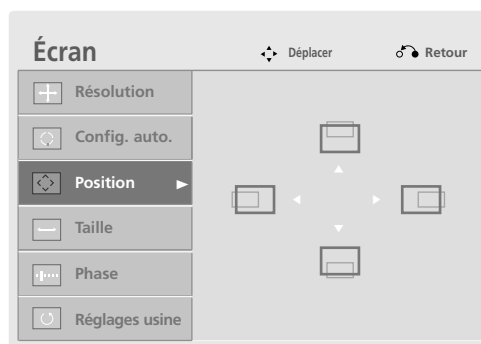 Écran
Déplacer
Retour
Résolution
Config. auto.
Position
Taille
Phase
Réglages usine